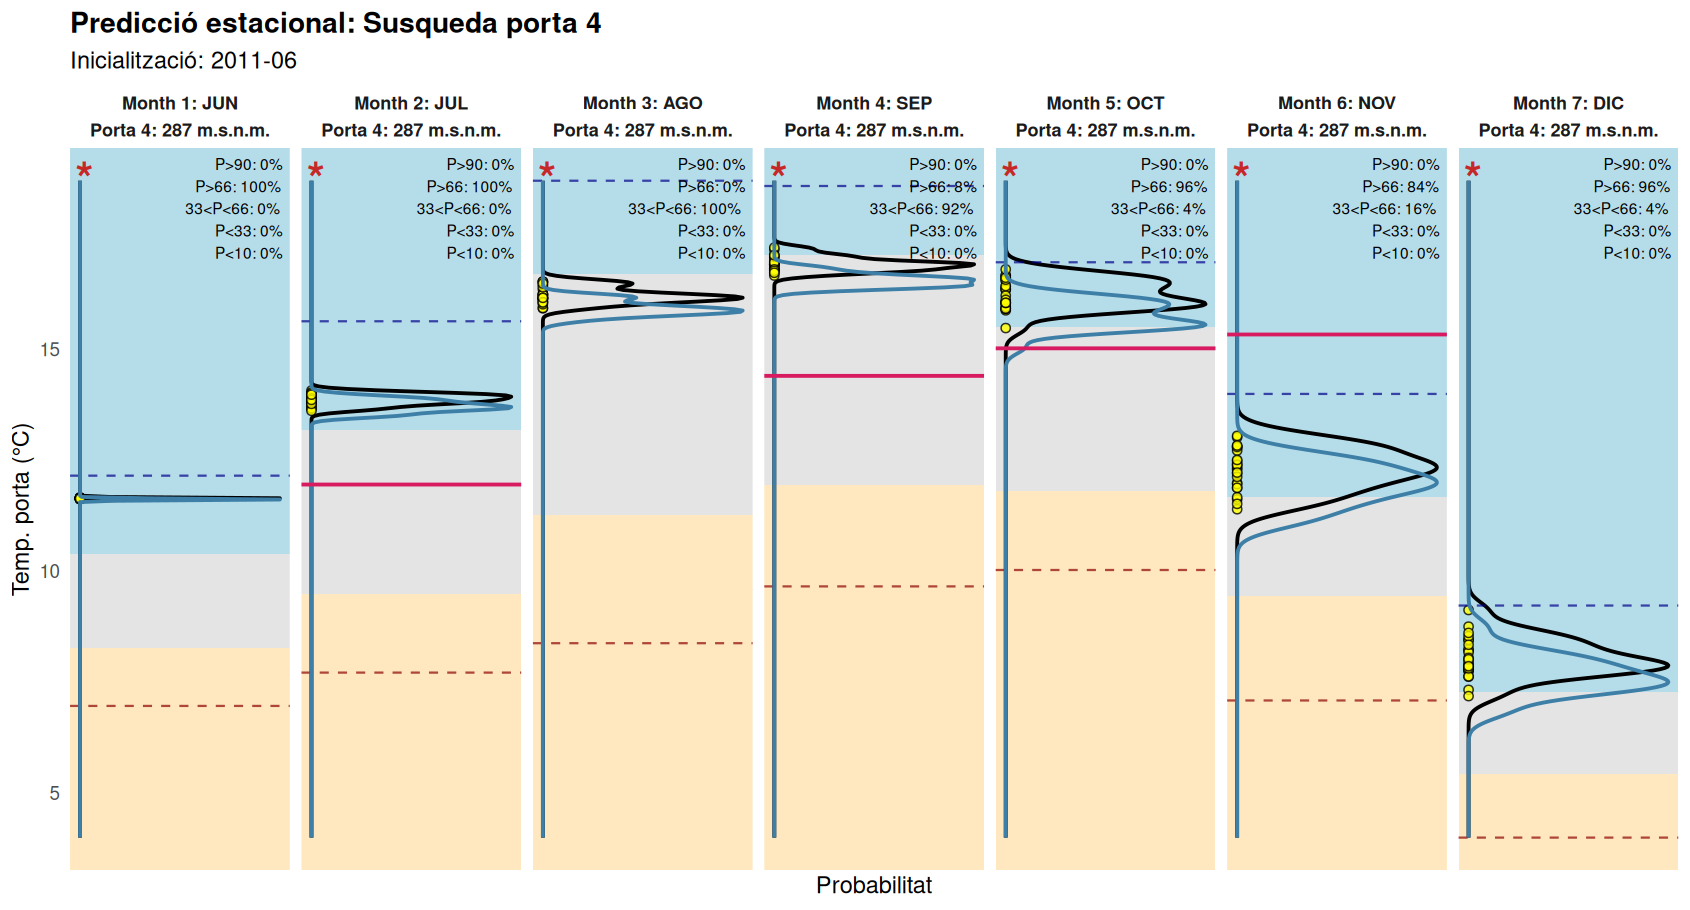 Predicció estacional: Susqueda porta 4
Inicialització: 2011-06
Month 1: JUN
Porta 4: 287 m.s.n.m.
Month 2: JUL
Porta 4: 287 m.s.n.m.
Month 3: AGO
Porta 4: 287 m.s.n.m.
Month 4: SEP
Porta 4: 287 m.s.n.m.
Month 5: OCT
Porta 4: 287 m.s.n.m.
Month 6: NOV
Porta 4: 287 m.s.n.m.
Month 7: DIC
Porta 4: 287 m.s.n.m.
*
P>90: 0%
P>66: 100%
33<P<66: 0%
P<33: 0%
P<10: 0%
*
P>90: 0%
P>66: 100%
33<P<66: 0%
P<33: 0%
P<10: 0%
*
P>90: 0%
P>66: 0%
33<P<66: 100%
P<33: 0%
P<10: 0%
*
P>90: 0%
P>66: 8%
33<P<66: 92%
P<33: 0%
P<10: 0%
*
P>90: 0%
P>66: 96%
33<P<66: 4%
P<33: 0%
P<10: 0%
*
P>90: 0%
P>66: 84%
33<P<66: 16%
P<33: 0%
P<10: 0%
*
P>90: 0%
P>66: 96%
33<P<66: 4%
P<33: 0%
P<10: 0%
Temp. porta (°C)
15
10
5
Probabilitat